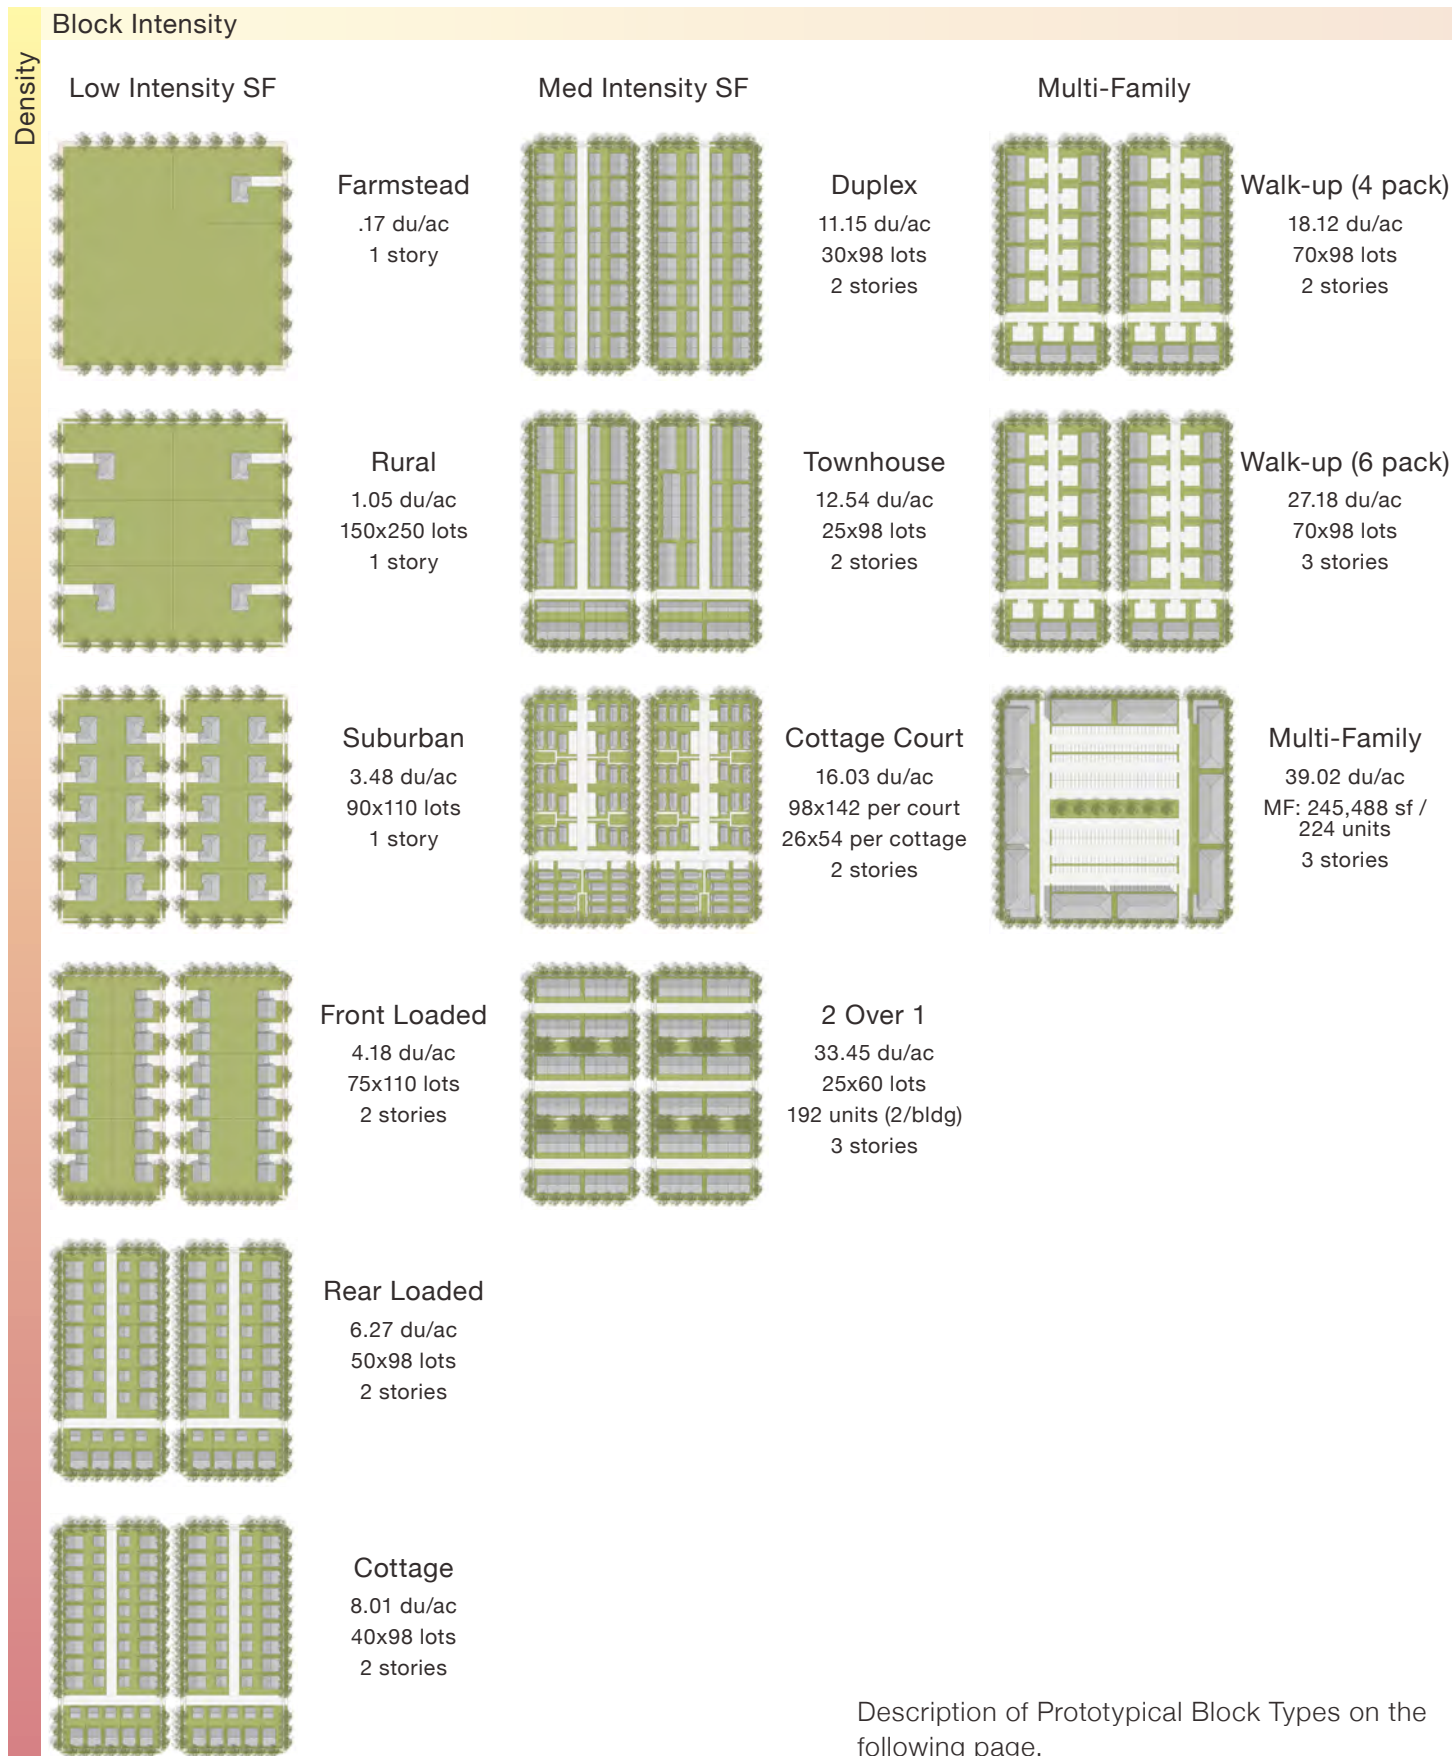 Block Intensity
Density
Low Intensity SF
Med Intensity SF
Multi-Family
Farmstead
.17 du/ac
1 story
Duplex
11.15 du/ac
30x98 lots
2 stories
Walk-up (4 pack)
18.12 du/ac
70x98 lots
2 stories
Rural
1.05 du/ac
150x250 lots
1 story
Townhouse
12.54 du/ac
25x98 lots
2 stories
Walk-up (6 pack)
27.18 du/ac
70x98 lots
3 stories
Suburban
3.48 du/ac
90x110 lots
1 story
Cottage Court
16.03 du/ac
98x142 per court
26x54 per cottage
2 stories
Multi-Family
39.02 du/ac
MF: 245,488 sf /
224 units
3 stories
Front Loaded
4.18 du/ac
75x110 lots
2 stories
2 Over 1
33.45 du/ac
25x60 lots
192 units (2/bldg)
3 stories
Rear Loaded
6.27 du/ac
50x98 lots
2 stories
Cottage
8.01 du/ac
40x98 lots
2 stories
Description of Prototypical Block Types on the
following page.